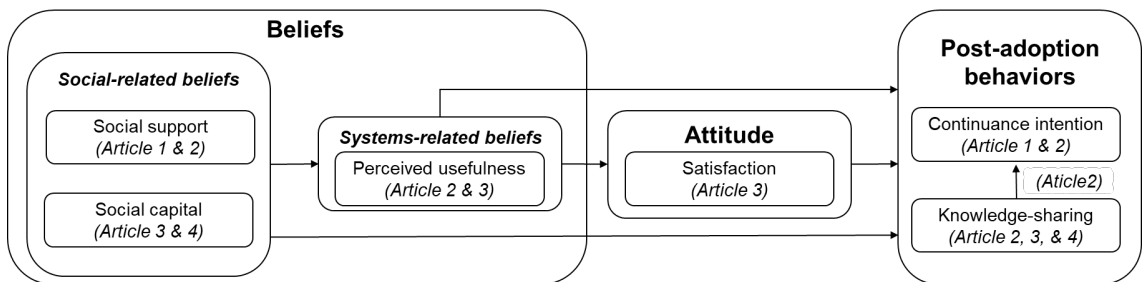 Beliefs
Social-related beliefs
Social support
(Article 1 & 2)
Social capital
(Article 3 & 4)
Systems-related beliefs
Perceived usefulness
(Article 2 & 3)
Attitude
Satisfaction
(Article 3)
Post-adoption
behaviors
Continuance intention
(Article 1 & 2)
(Aticle2)
Knowledge-sharing
(Article 2, 3, & 4)